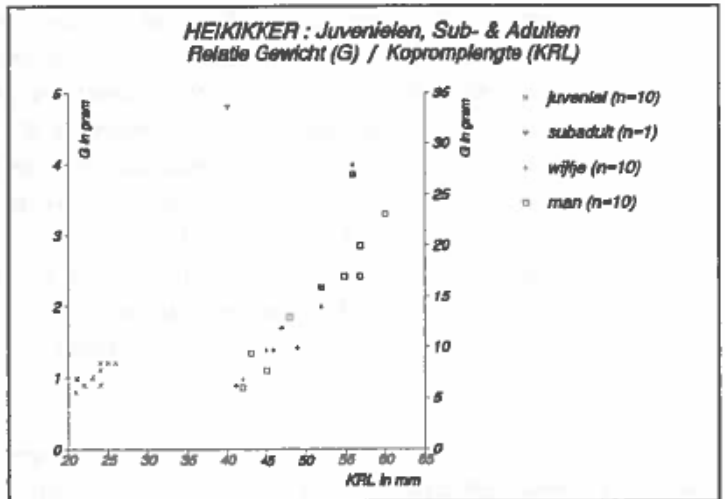 HEIKIKKER : Juvenielen, Sub- & Adulten
Relatie Gewicht (G) / Kopromplengte (KRL)
G in gram
5
4
3
2
1
0
G in gram
35
30
25
20
15
10
5
0
juveniel (n=10)
subadult (n=1)
wijfje (n=10)
man (n=10)
20 25 30 35 40 45 50 55 60 65
KRL in mm